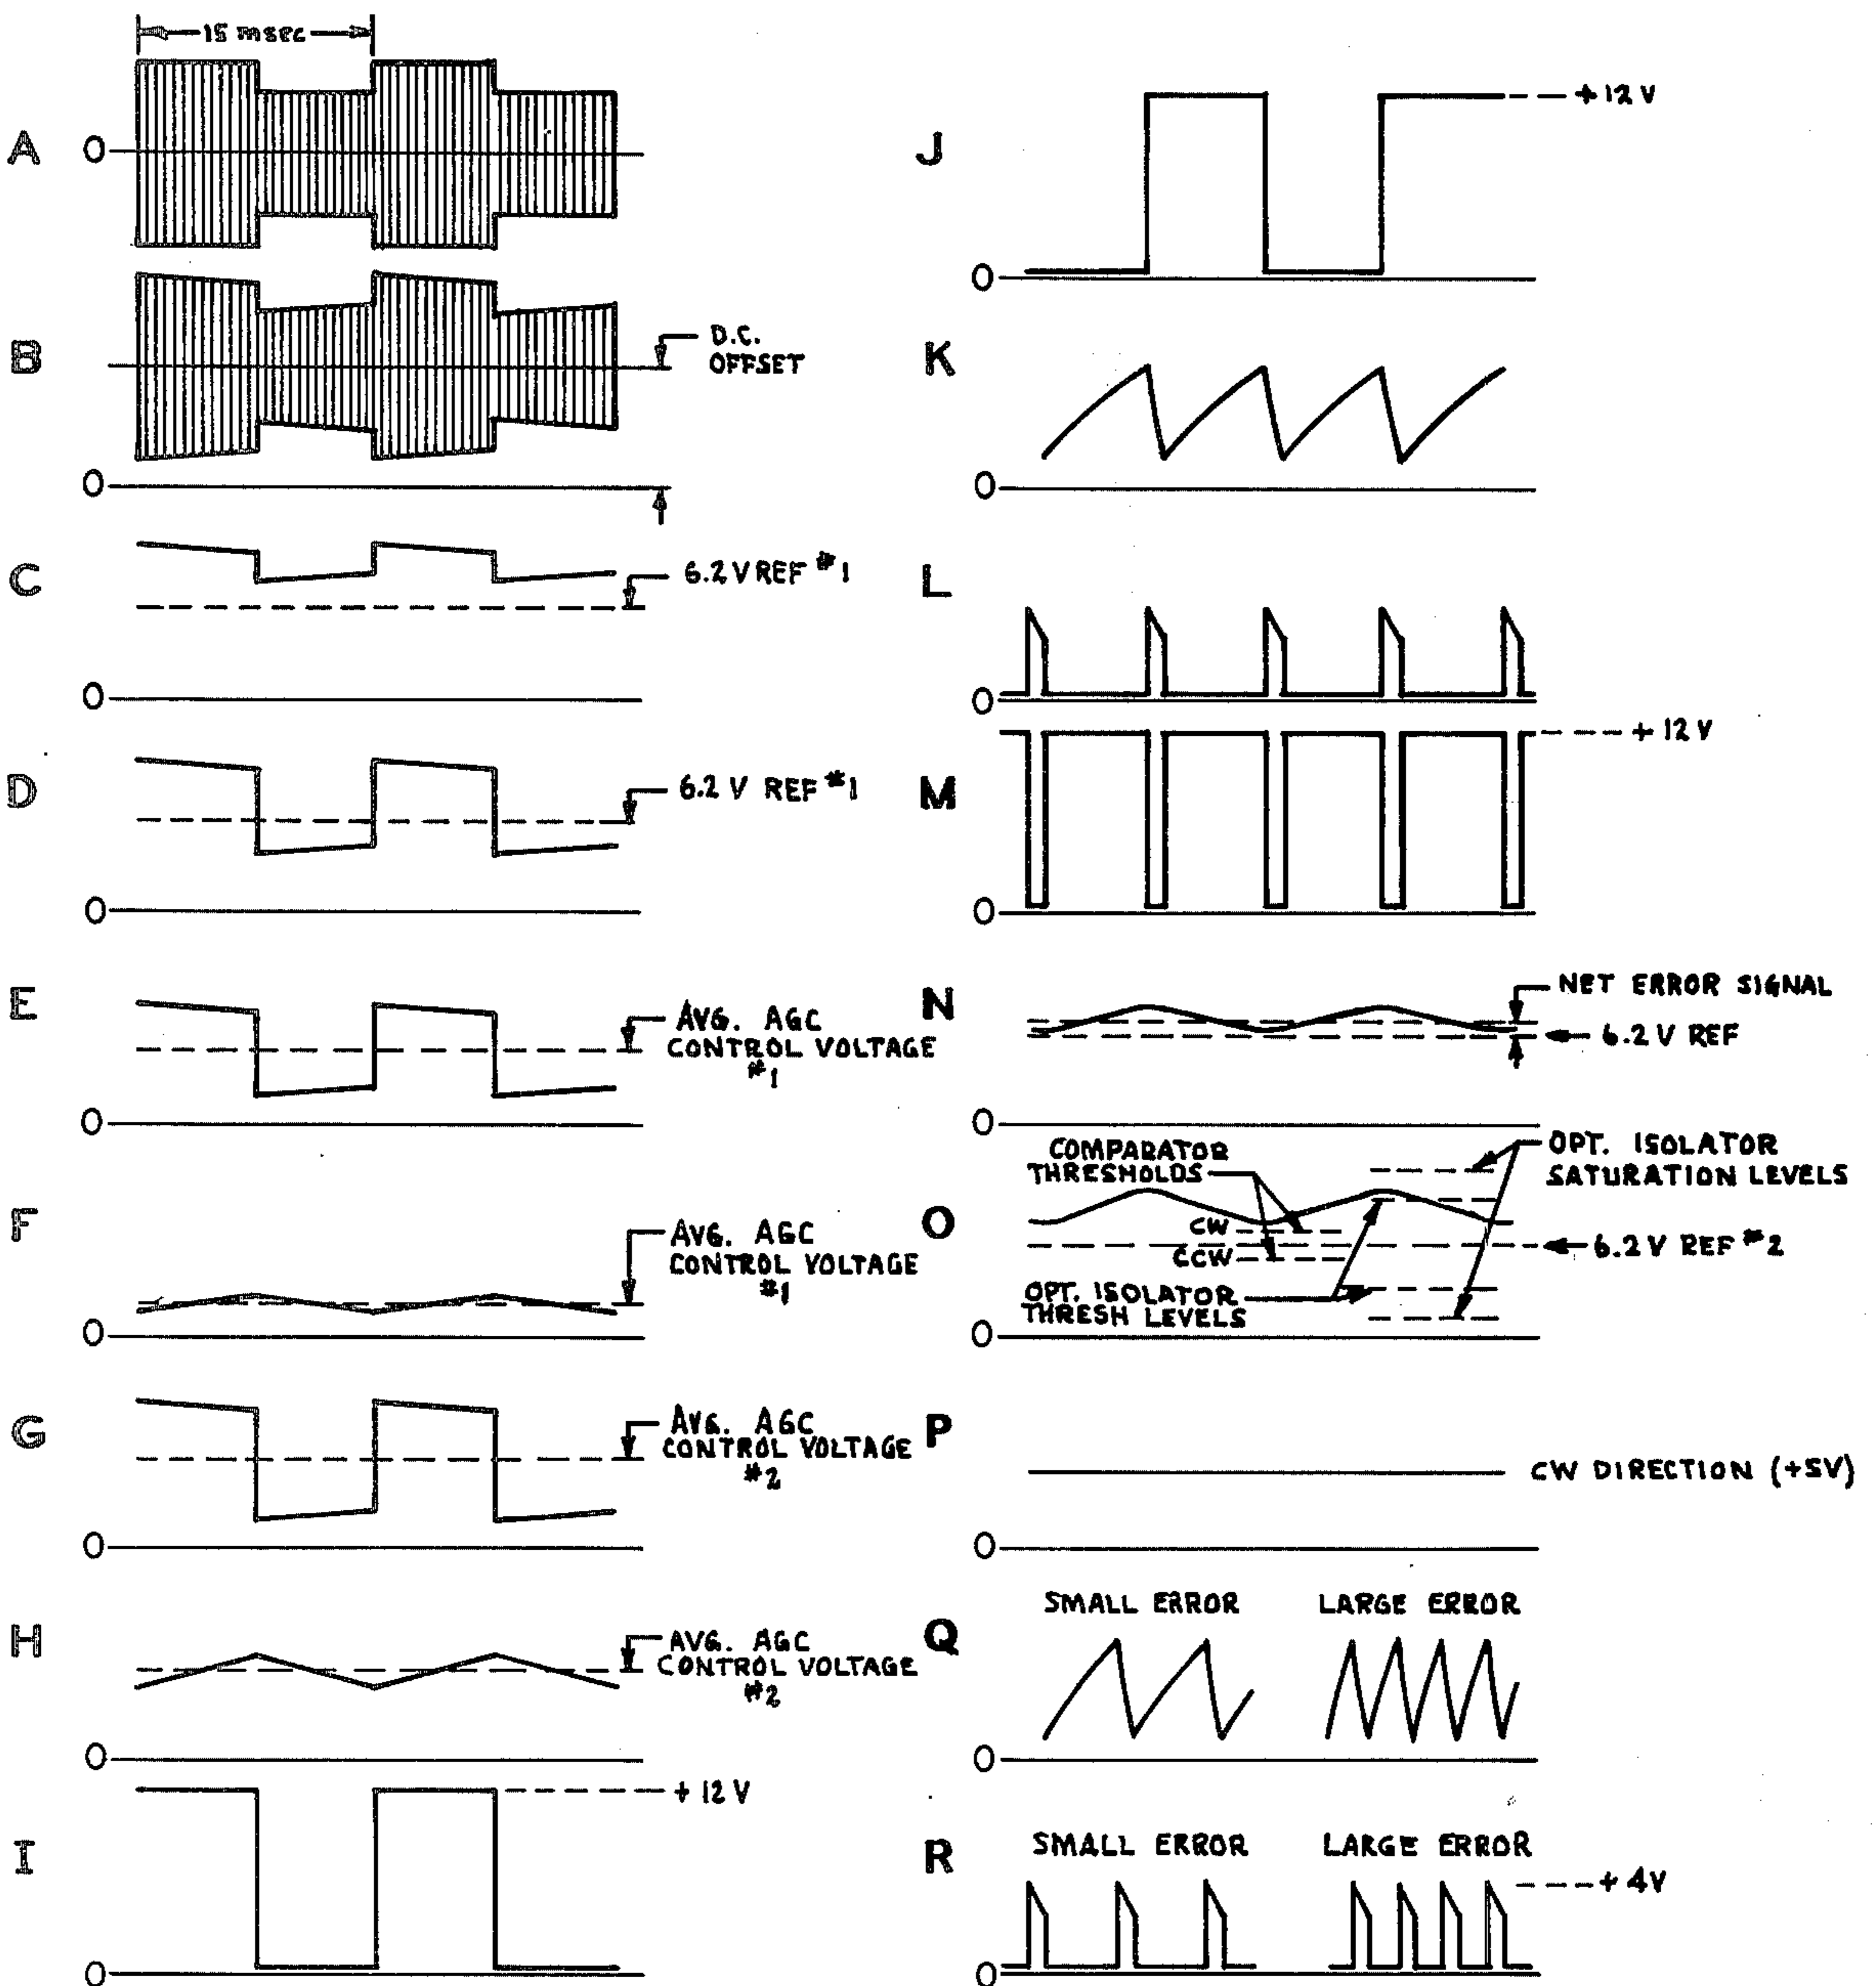 15 msec
A
0
B
D.C.
OFFSET
0
C
6.2 V REF #1
0
D
6.2 V REF #1
0
E
AVG. AGC
CONTROL VOLTAGE
#1
0
F
AVG. AGC
CONTROL VOLTAGE
#1
0
G
AVG. AGC
CONTROL VOLTAGE
#2
0
H
AVG. AGC
CONTROL VOLTAGE
#2
0
I
+ 12 V
0
J
+ 12 V
0
K
0
L
0
M
+ 12 V
0
N
NET ERROR SIGNAL
6.2 V REF
0
O
COMPARATOR
THRESHOLDS
OPT. ISOLATOR
SATURATION LEVELS
CW
CCW
6.2 V REF #2
OPT. ISOLATOR
THRESH LEVELS
0
P
CW DIRECTION (+5V)
0
Q
SMALL ERROR
LARGE ERROR
0
R
SMALL ERROR
LARGE ERROR
+ 4V
0